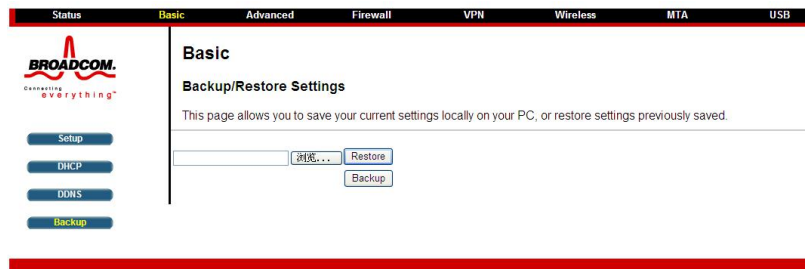 Status Basic Advanced Firewall VPN Wireless MTA USB
BROADCOM.
Connecting
everything™
Basic
Backup/Restore Settings
This page allows you to save your current settings locally on your PC, or restore settings previously saved.
Setup
DHCP
DDNS
Backup
浏览... Restore
Backup